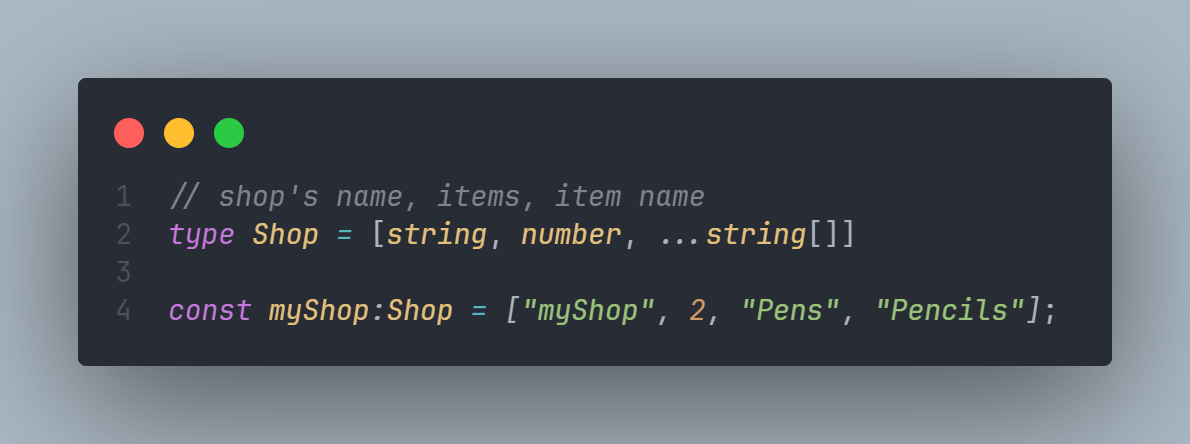 1 // shop's name, items, item name
2 type Shop = [string, number, ...string[]]
3
4 const myShop:Shop = ["myShop", 2, "Pens", "Pencils"];